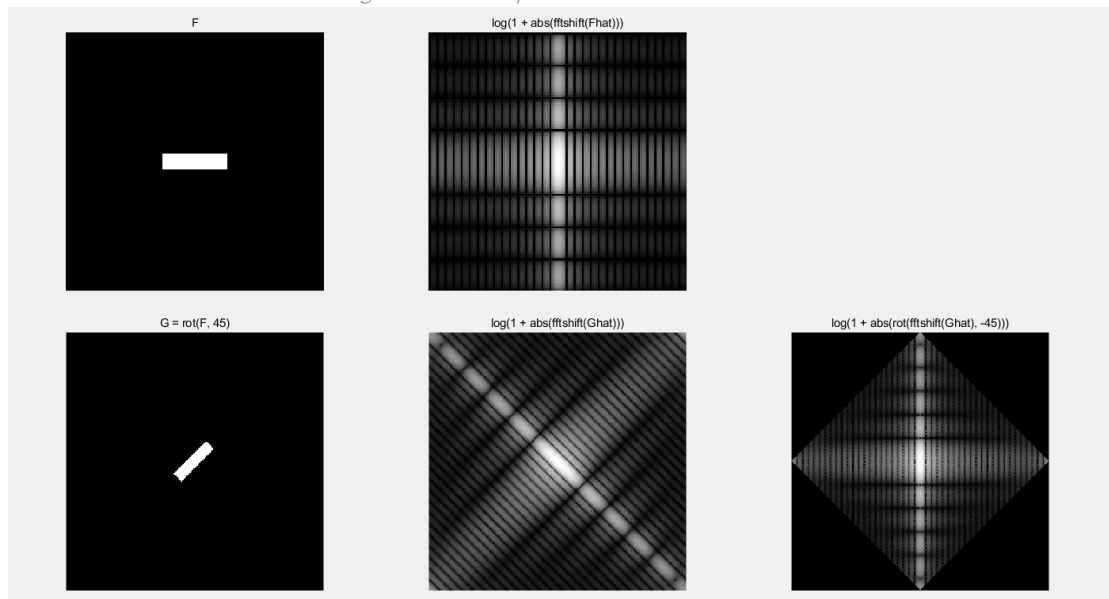 F
log(1 + abs(fftshift(Fhat)))
G = rot(F, 45)
log(1 + abs(fftshift(Ghat)))
log(1 + abs(rot(fftshift(Ghat), -45)))